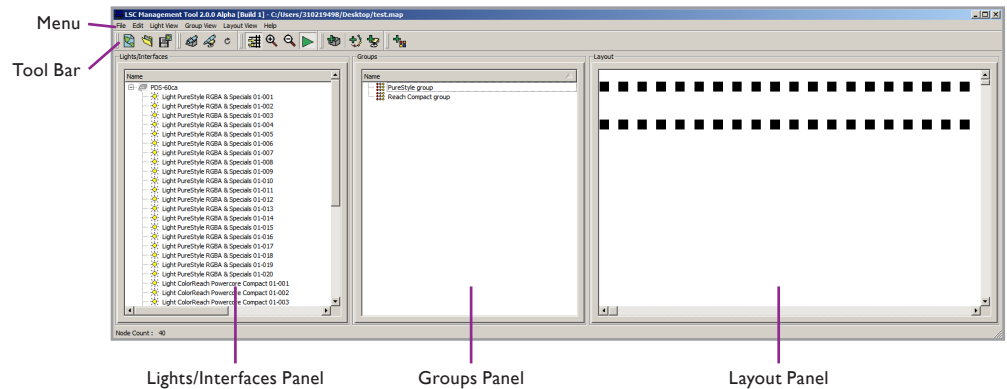 LSC Management Tool 2.0.0 Alpha [Build 1] - C:/Users/310219498/Desktop/test.map
Menu
File Edit Light View Group View Layout View Help
Tool Bar
Lights/Interfaces
Groups
Layout
Name
Name
PDS-60ca
PureStyle group
Light PureStyle RGBA & Specials 01-001
Reach Compact group
Light PureStyle RGBA & Specials 01-002
Light PureStyle RGBA & Specials 01-003
Light PureStyle RGBA & Specials 01-004
Light PureStyle RGBA & Specials 01-005
Light PureStyle RGBA & Specials 01-006
Light PureStyle RGBA & Specials 01-007
Light PureStyle RGBA & Specials 01-008
Light PureStyle RGBA & Specials 01-009
Light PureStyle RGBA & Specials 01-010
Light PureStyle RGBA & Specials 01-011
Light PureStyle RGBA & Specials 01-012
Light PureStyle RGBA & Specials 01-013
Light PureStyle RGBA & Specials 01-014
Light PureStyle RGBA & Specials 01-015
Light PureStyle RGBA & Specials 01-016
Light PureStyle RGBA & Specials 01-017
Light PureStyle RGBA & Specials 01-018
Light PureStyle RGBA & Specials 01-019
Light PureStyle RGBA & Specials 01-020
Light ColorReach Powercore Compact 01-001
Light ColorReach Powercore Compact 01-002
Light ColorReach Powercore Compact 01-003
Node Count : 40
Lights/Interfaces Panel
Groups Panel
Layout Panel